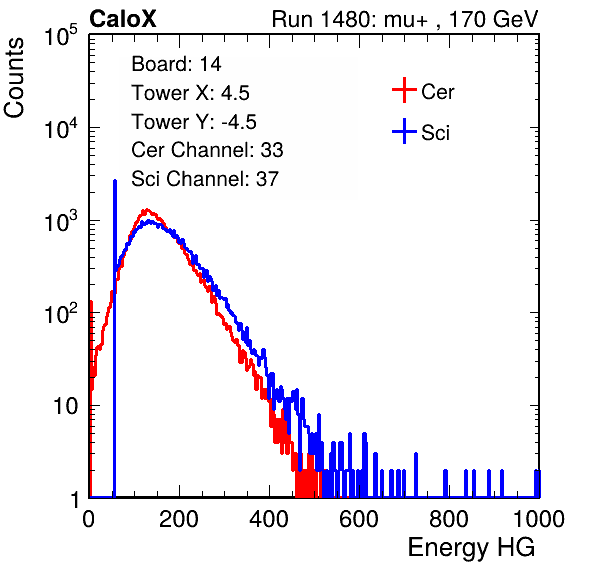 CaloX Run 1480: mu+ , 170 GeV
Counts
10^5
10^4
10^3
10^2
10
1
Board: 14
Tower X: 4.5
Tower Y: -4.5
Cer Channel: 33
Sci Channel: 37
Cer
Sci
0 200 400 600 800 1000
Energy HG